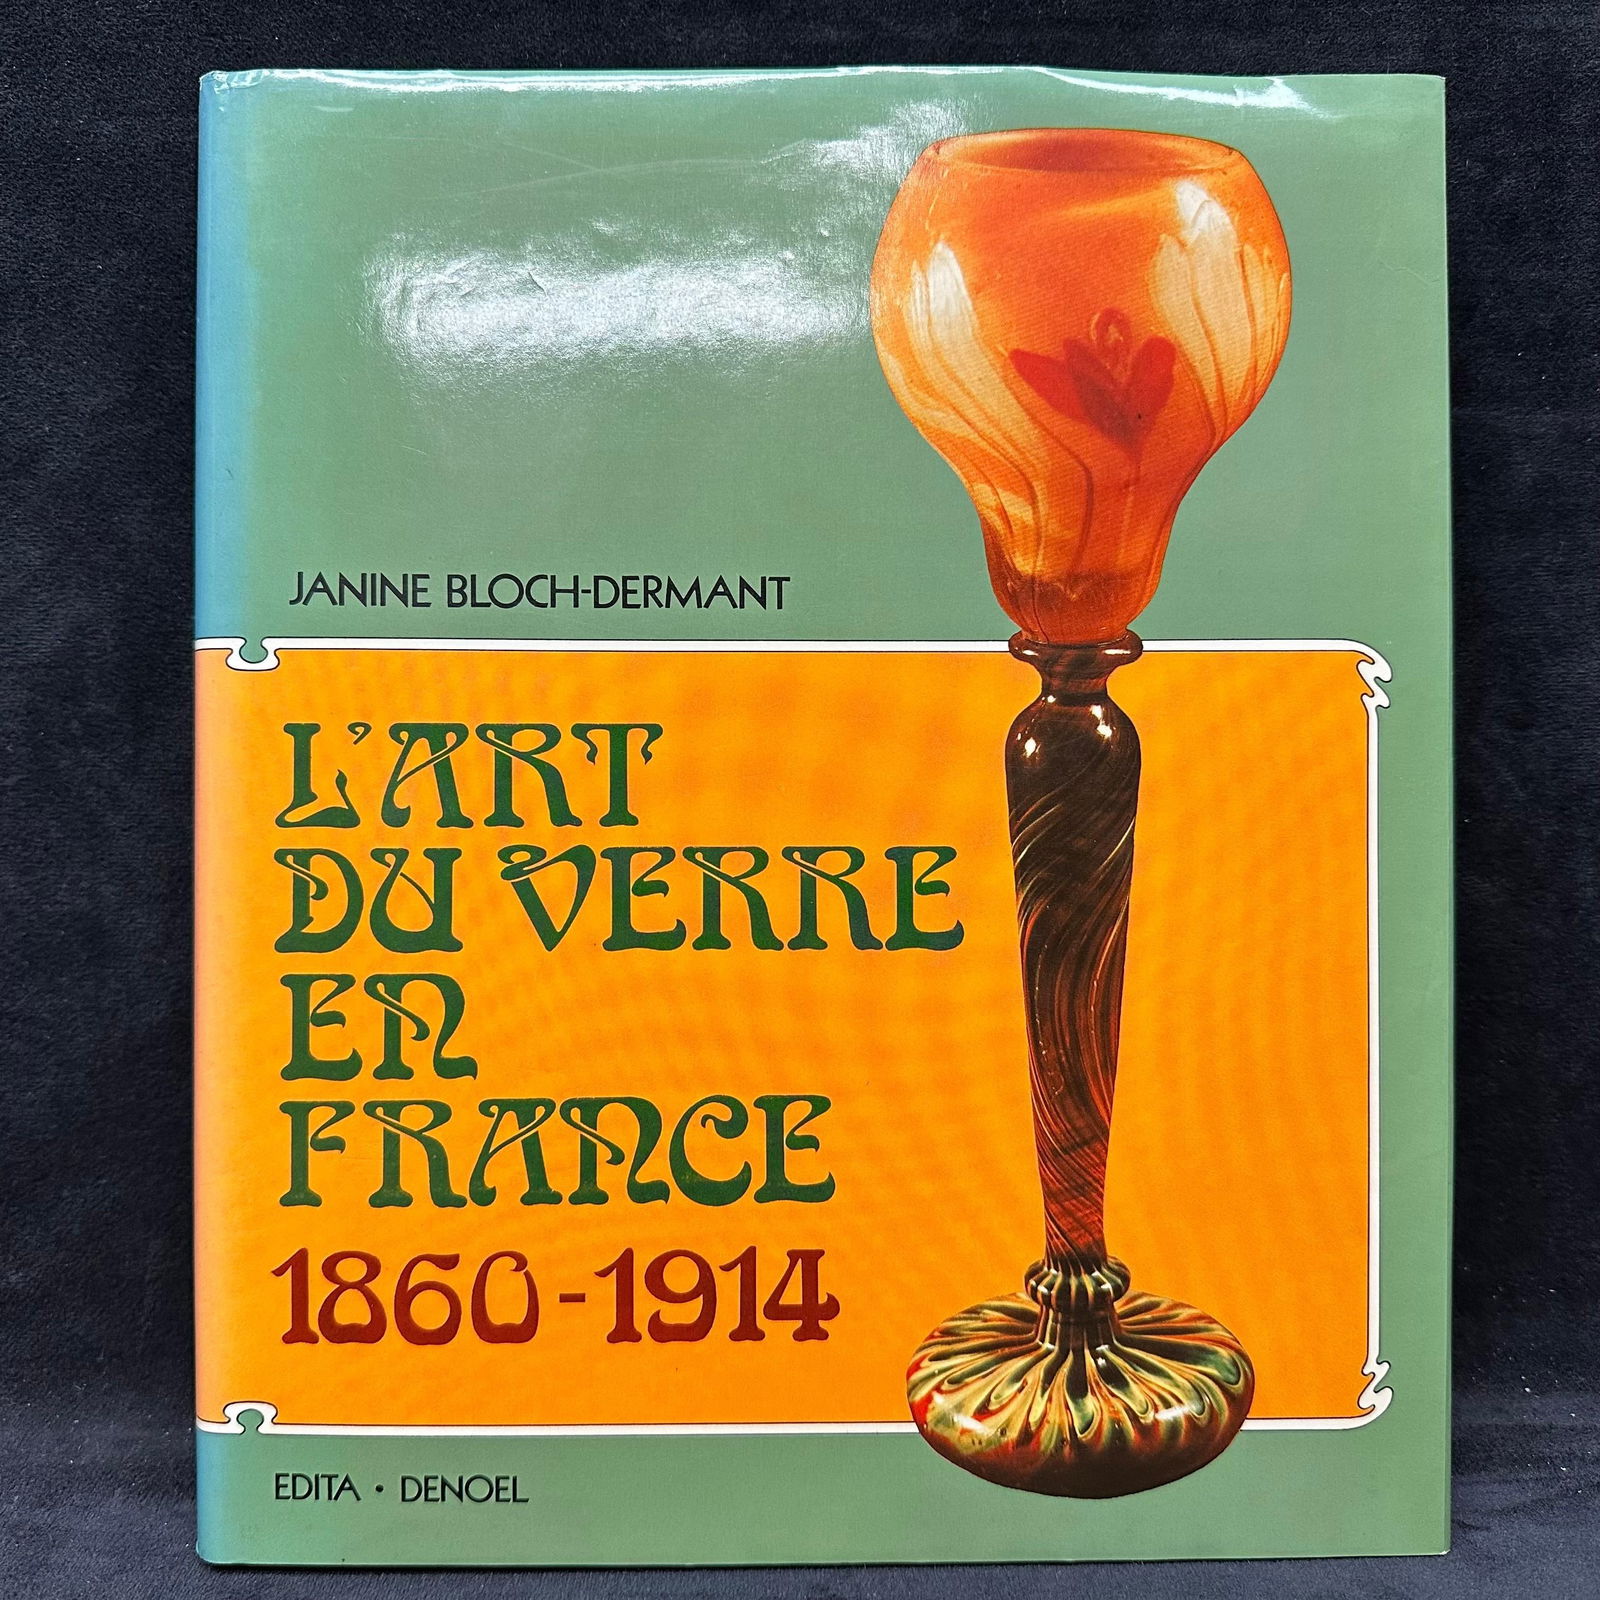 JANINE BLOCH-DERMANT
L'ART
DU VERRE
EN
FRANCE
1860-1914
EDITA • DENOEL